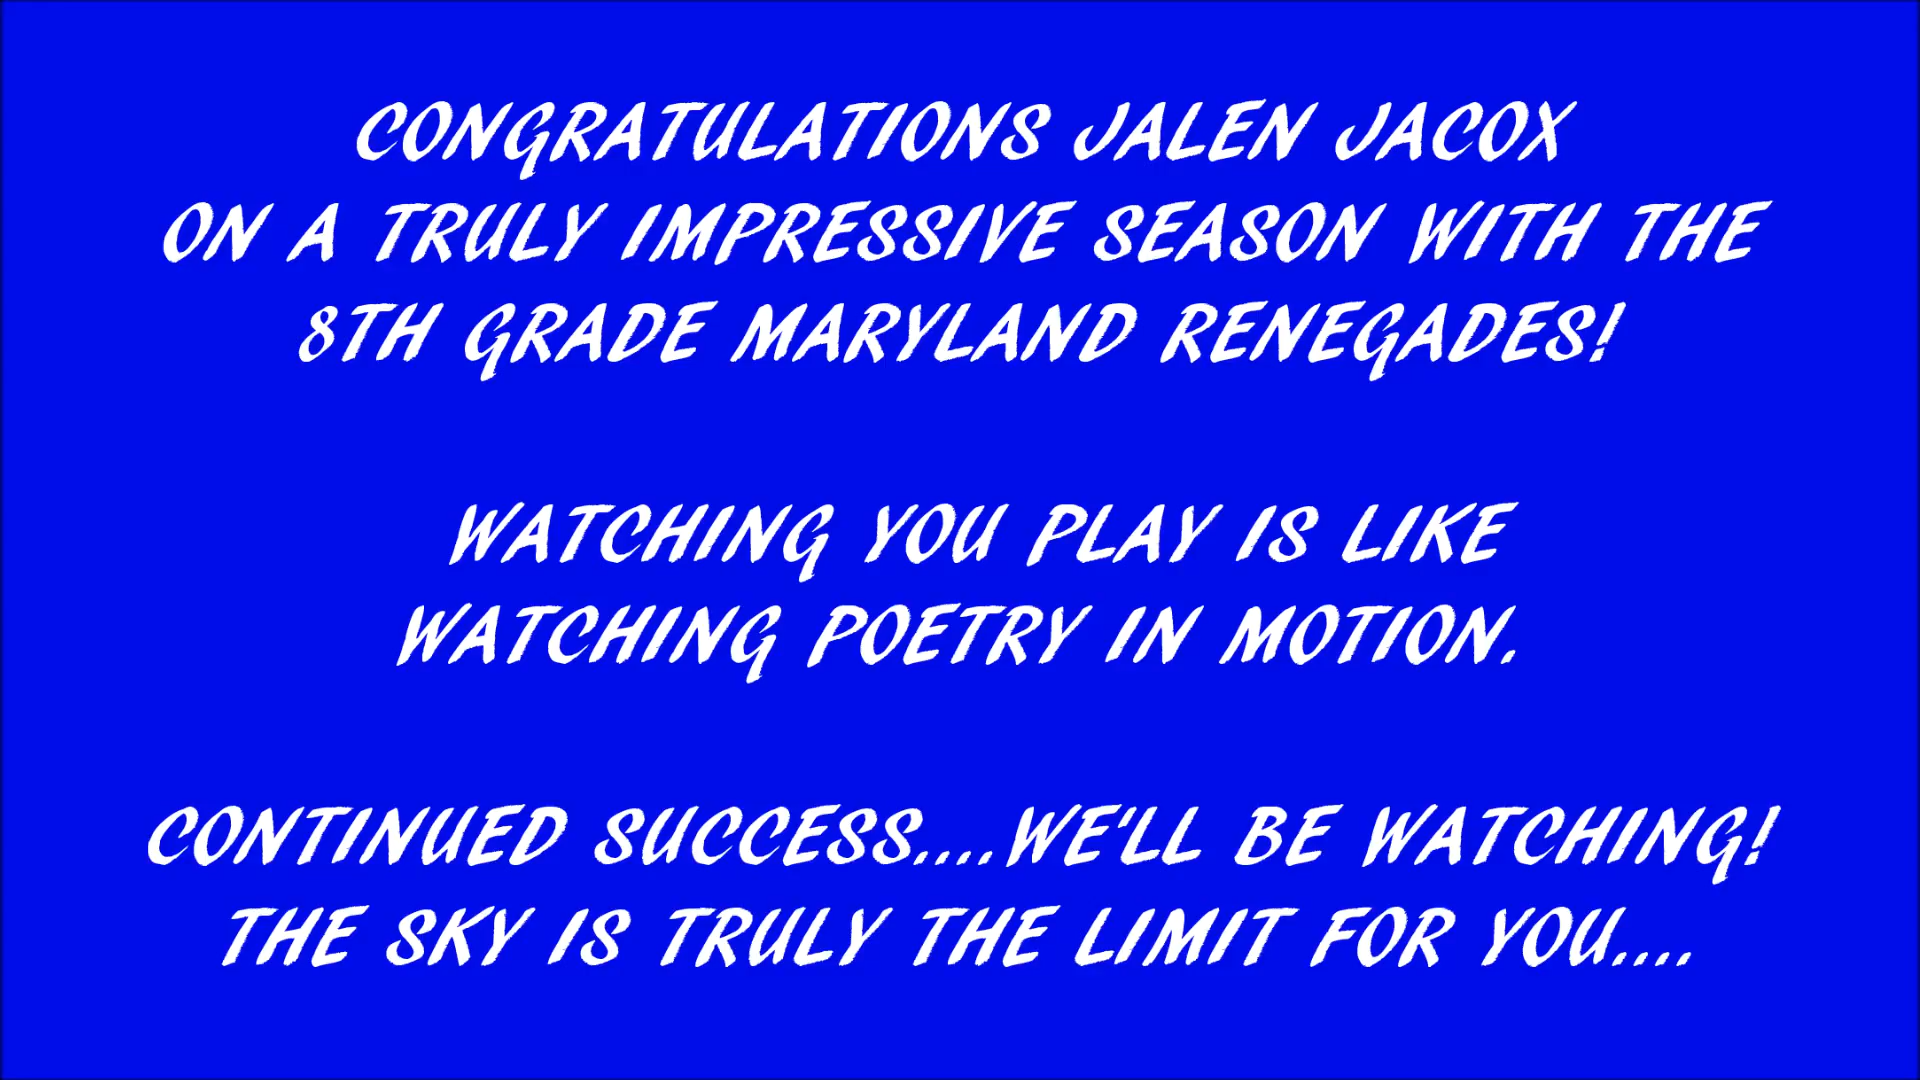 CONGRATULATIONS JALEN JACOX
ON A TRULY IMPRESSIVE SEASON WITH THE
8TH GRADE MARYLAND RENEGADES!
WATCHING YOU PLAY IS LIKE
WATCHING POETRY IN MOTION.
CONTINUED SUCCESS....WE'LL BE WATCHING!
THE SKY IS TRULY THE LIMIT FOR YOU....